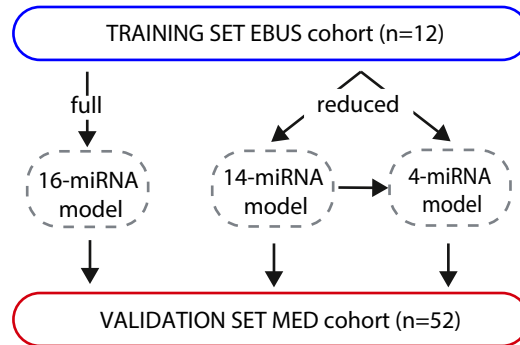 TRAINING SET EBUS cohort (n=12)
full
reduced
16-miRNA
model
14-miRNA
model
4-miRNA
model
VALIDATION SET MED cohort (n=52)